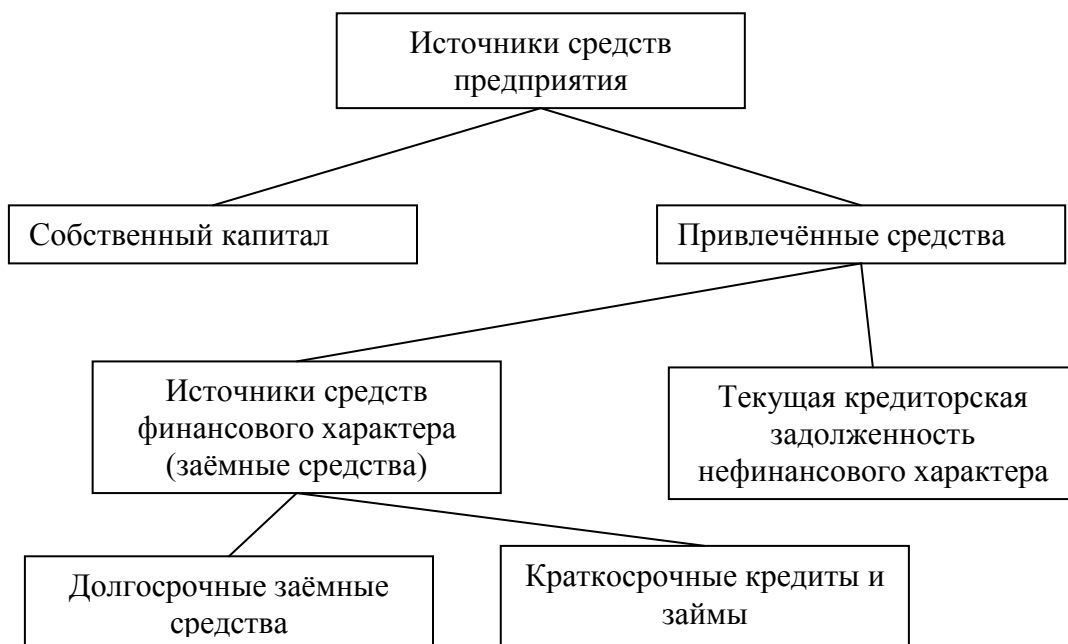 Источники средств
предприятия
Собственный капитал
Привлечённые средства
Источники средств
финансового характера
(заёмные средства)
Текущая кредиторская
задолженность
нефинансового характера
Долгосрочные заёмные
средства
Краткосрочные кредиты и
займы